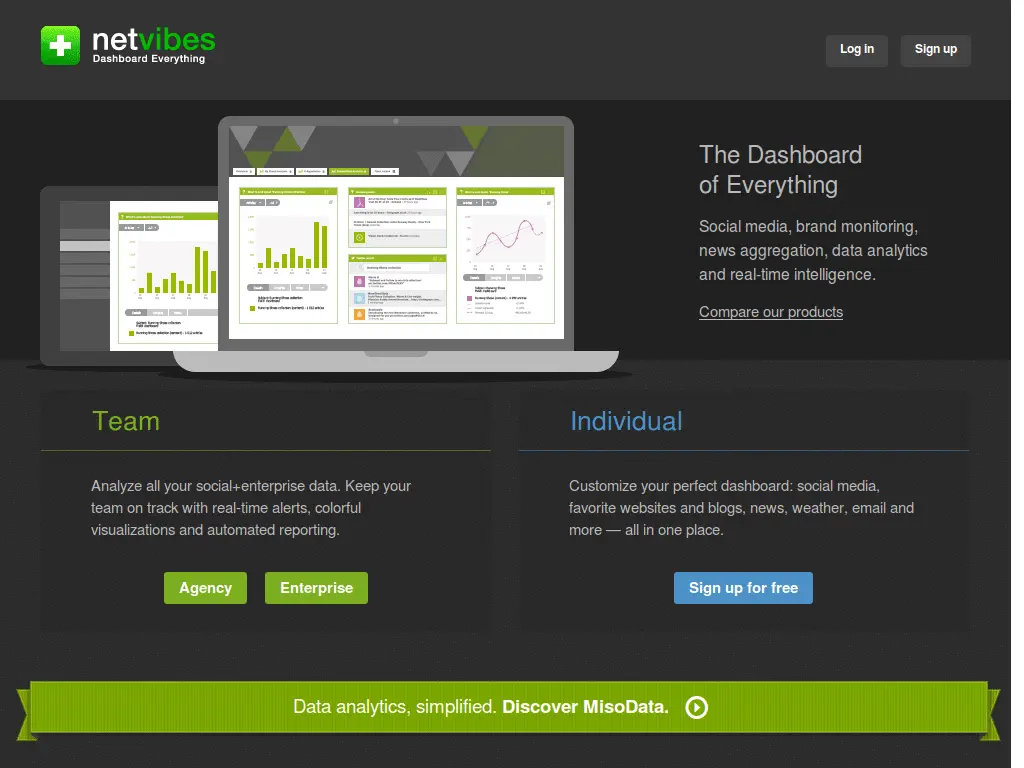 netvibes
Dashboard Everything
Log in
Sign up
The Dashboard
of Everything
Social media, brand monitoring,
news aggregation, data analytics
and real-time intelligence.
Compare our products
Team
Analyze all your social+enterprise data. Keep your
team on track with real-time alerts, colorful
visualizations and automated reporting.
Agency
Enterprise
Individual
Customize your perfect dashboard: social media,
favorite websites and blogs, news, weather, email and
more — all in one place.
Sign up for free
Data analytics, simplified. Discover MisoData.